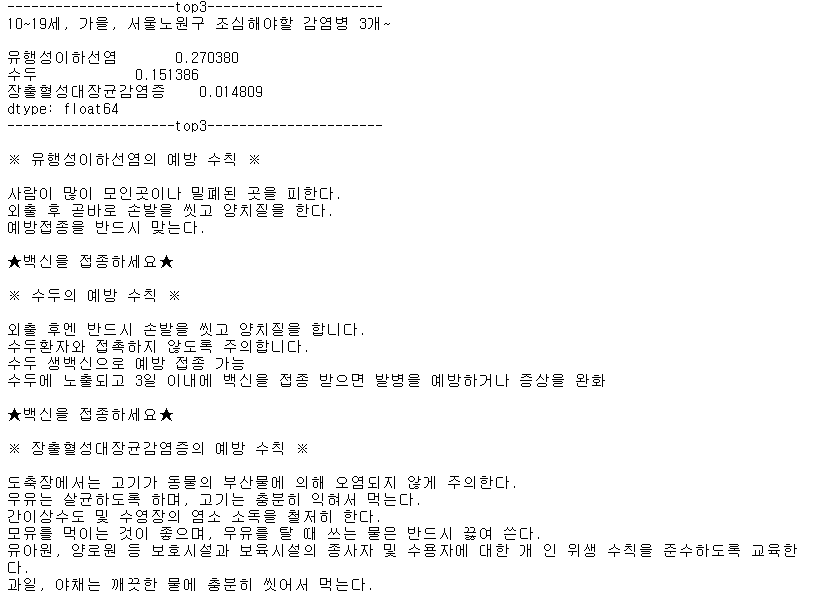 ---------------------top3----------------------
10~19세, 가을, 서울노원구 조심해야할 감염병 3개~
유행성이하선염 0.270380
수두 0.151386
장출혈성대장균감염증 0.014809
dtype: float64
---------------------top3----------------------
※ 유행성이하선염의 예방 수칙 ※
사람이 많이 모인곳이나 밀폐된 곳을 피한다.
외출 후 곧바로 손발을 씻고 양치질을 한다.
예방접종을 반드시 맞는다.
★백신을 접종하세요★
※ 수두의 예방 수칙 ※
외출 후엔 반드시 손발을 씻고 양치질을 합니다.
수두환자와 접촉하지 않도록 주의합니다.
수두 생백신으로 예방 접종 가능
수두에 노출되고 3일 이내에 백신을 접종 받으면 발병을 예방하거나 증상을 완화
★백신을 접종하세요★
※ 장출혈성대장균감염증의 예방 수칙 ※
도축장에서는 고기가 동물의 부산물에 의해 오염되지 않게 주의한다.
우유는 살균하도록 하며, 고기는 충분히 익혀서 먹는다.
간이상수도 및 수영장의 염소 소독을 철저히 한다.
모유를 먹이는 것이 좋으며, 우유를 탈 때 쓰는 물은 반드시 끓여 쓴다.
유아원, 양로원 등 보호시설과 보육시설의 종사자 및 수용자에 대한 개 인 위생 수칙을 준수하도록 교육한
다.
과일, 야채는 깨끗한 물에 충분히 씻어서 먹는다.